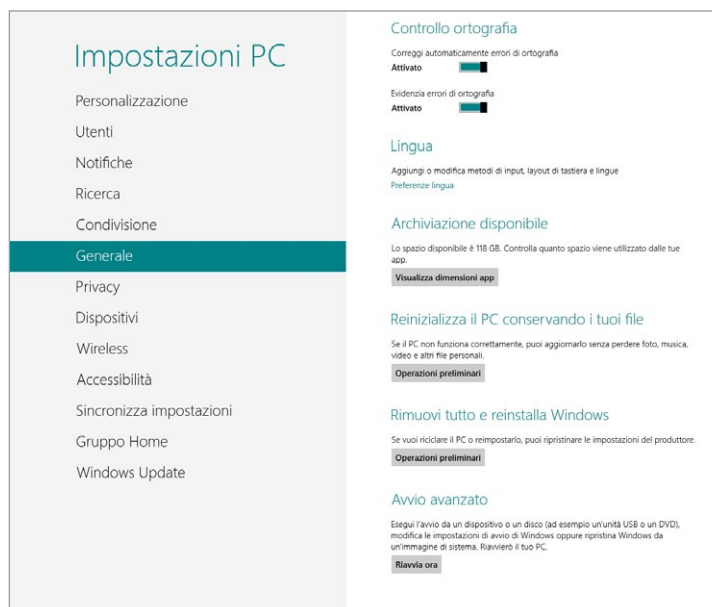 Impostazioni PC
Personalizzazione
Utenti
Notifiche
Ricerca
Condivisione
Generale
Privacy
Dispositivi
Wireless
Accessibilità
Sincronizza impostazioni
Gruppo Home
Windows Update
Controllo ortografia
Correggi automaticamente errori di ortografia
Attivato
Evidenzia errori di ortografia
Attivato
Lingua
Aggiungi o modifica metodi di input, layout di tastiera e lingue
Preferenze lingua
Archiviazione disponibile
Lo spazio disponibile è 118 GB. Controlla quanto spazio viene utilizzato dalle tue
app.
Visualizza dimensioni app
Reinizializza il PC conservando i tuoi file
Se il PC non funziona correttamente, puoi aggiornarlo senza perdere foto, musica,
video e altri file personali.
Operazioni preliminari
Rimuovi tutto e reinstalla Windows
Se vuoi riciclare il PC o reimpostarlo, puoi ripristinare le impostazioni del produttore.
Operazioni preliminari
Avvio avanzato
Esegui l'avvio da un dispositivo o un disco (ad esempio un'unità USB o un DVD),
modifica le impostazioni di avvio di Windows oppure ripristina Windows da
un'immagine di sistema. Riavvierò il tuo PC.
Riavvia ora